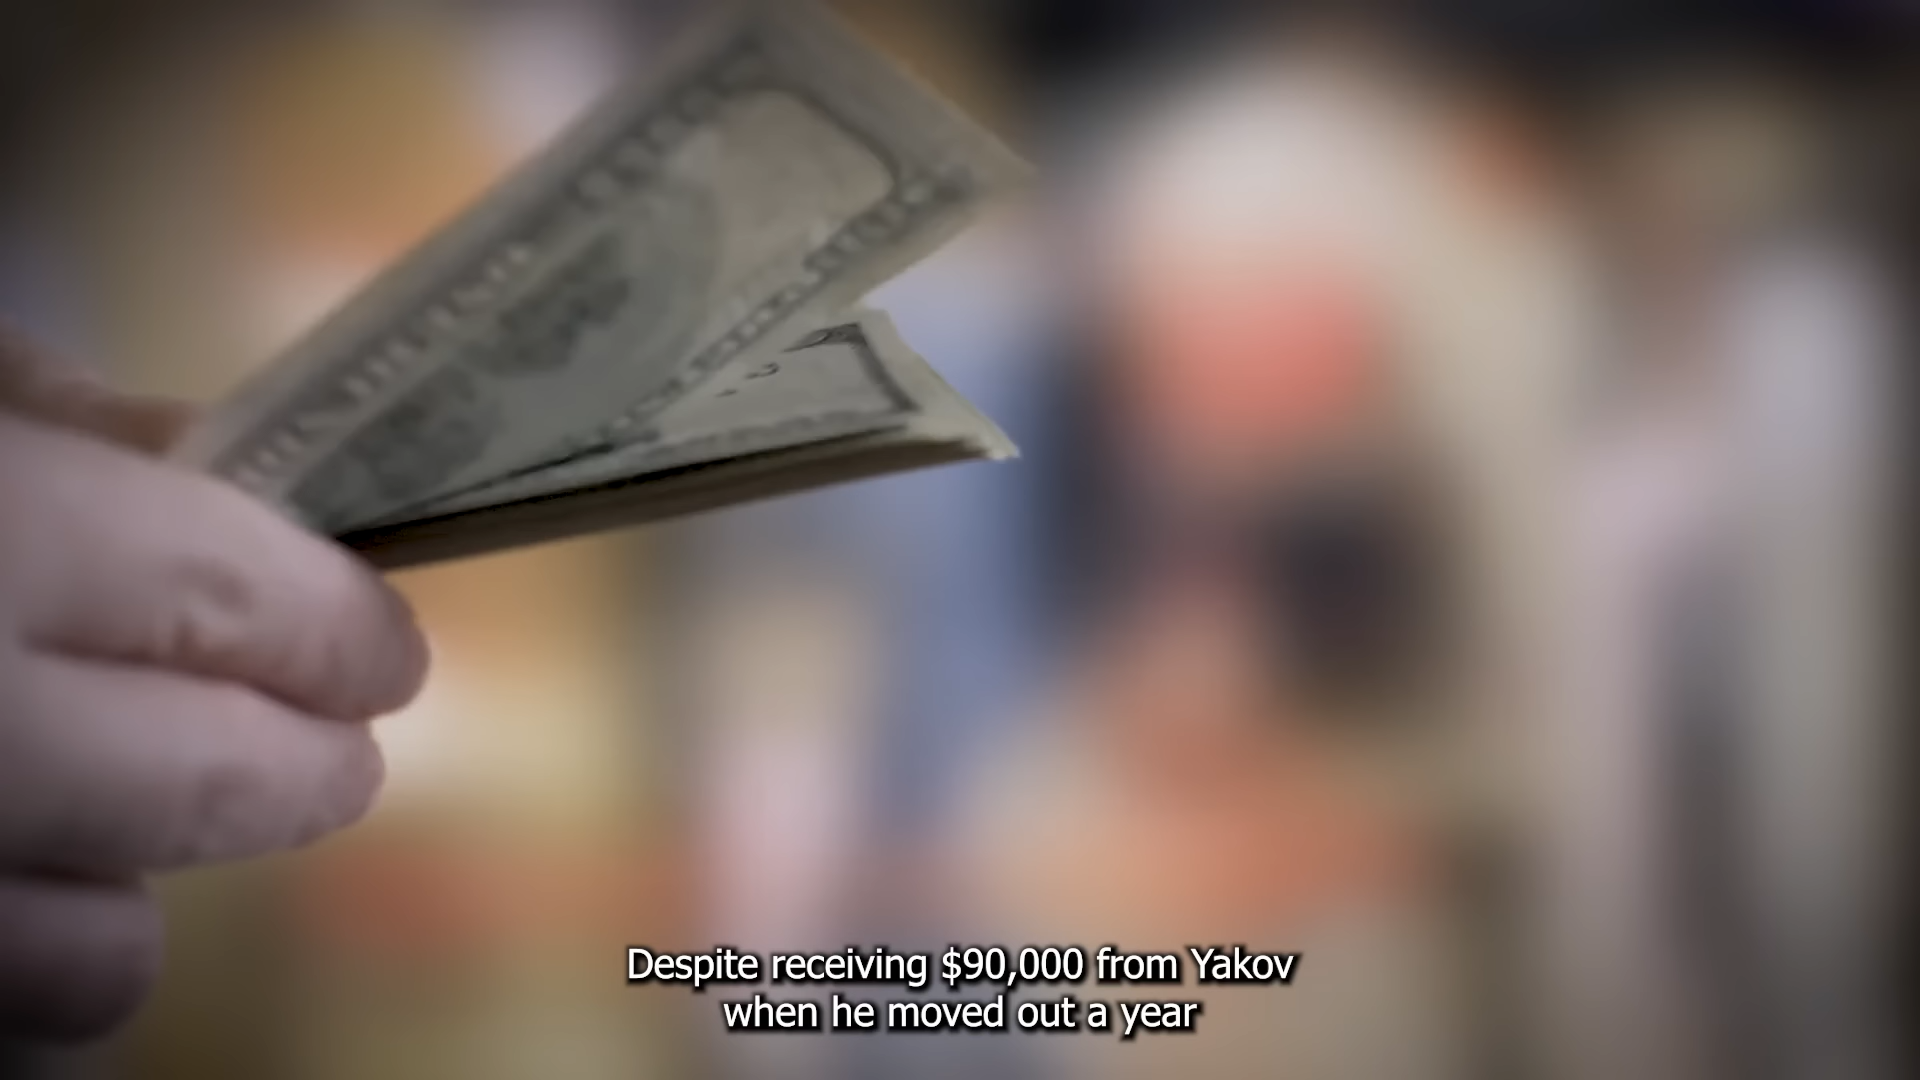 Despite receiving $90,000 from Yakov
when he moved out a year